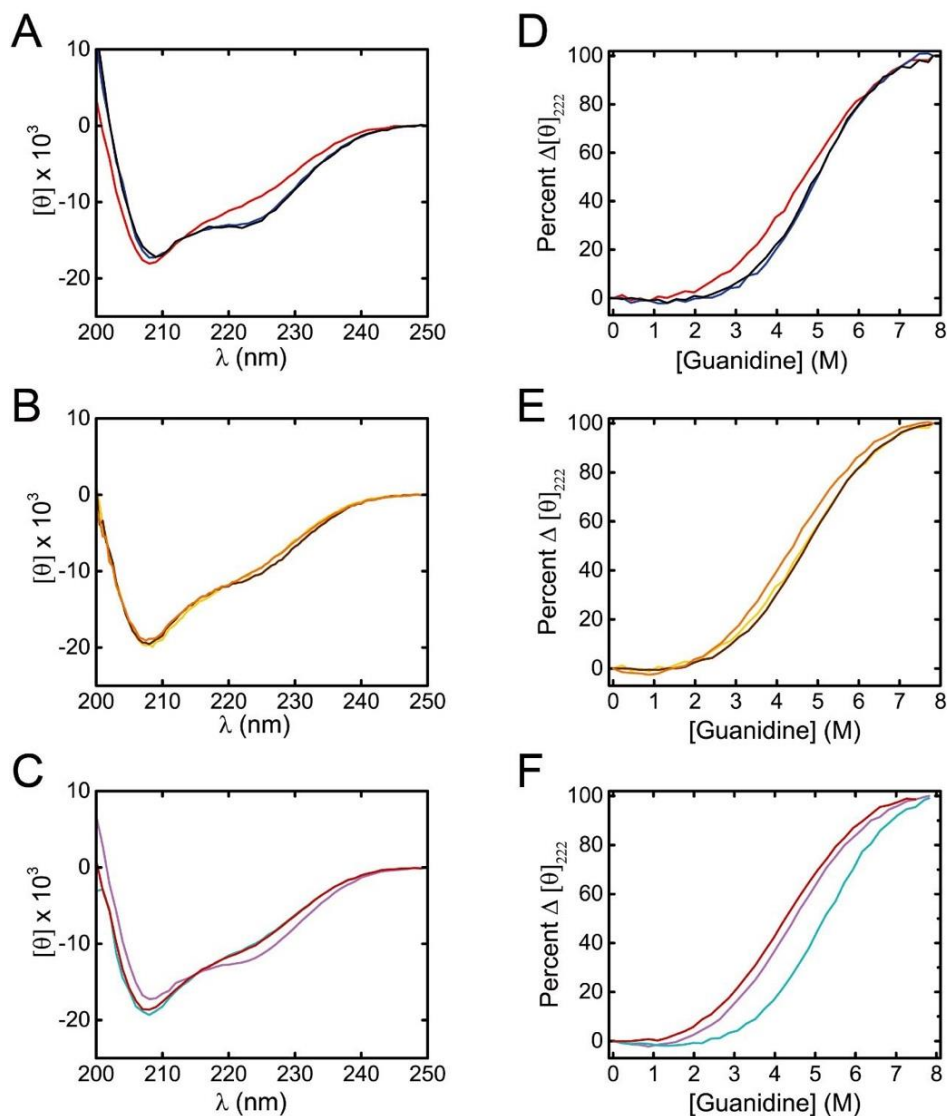 A
10
0
-10
-20
[θ] x 10³
200 210 220 230 240 250
λ (nm)
D
100
80
60
40
20
0
Percent Δ[θ]₂₂₂
0 1 2 3 4 5 6 7 8
[Guanidine] (M)
B
10
0
-10
-20
[θ] x 10³
200 210 220 230 240 250
λ (nm)
E
100
80
60
40
20
0
Percent Δ [θ]₂₂₂
0 1 2 3 4 5 6 7 8
[Guanidine] (M)
C
10
0
-10
-20
[θ] x 10³
200 210 220 230 240 250
λ (nm)
F
100
80
60
40
20
0
Percent Δ [θ]₂₂₂
0 1 2 3 4 5 6 7 8
[Guanidine] (M)